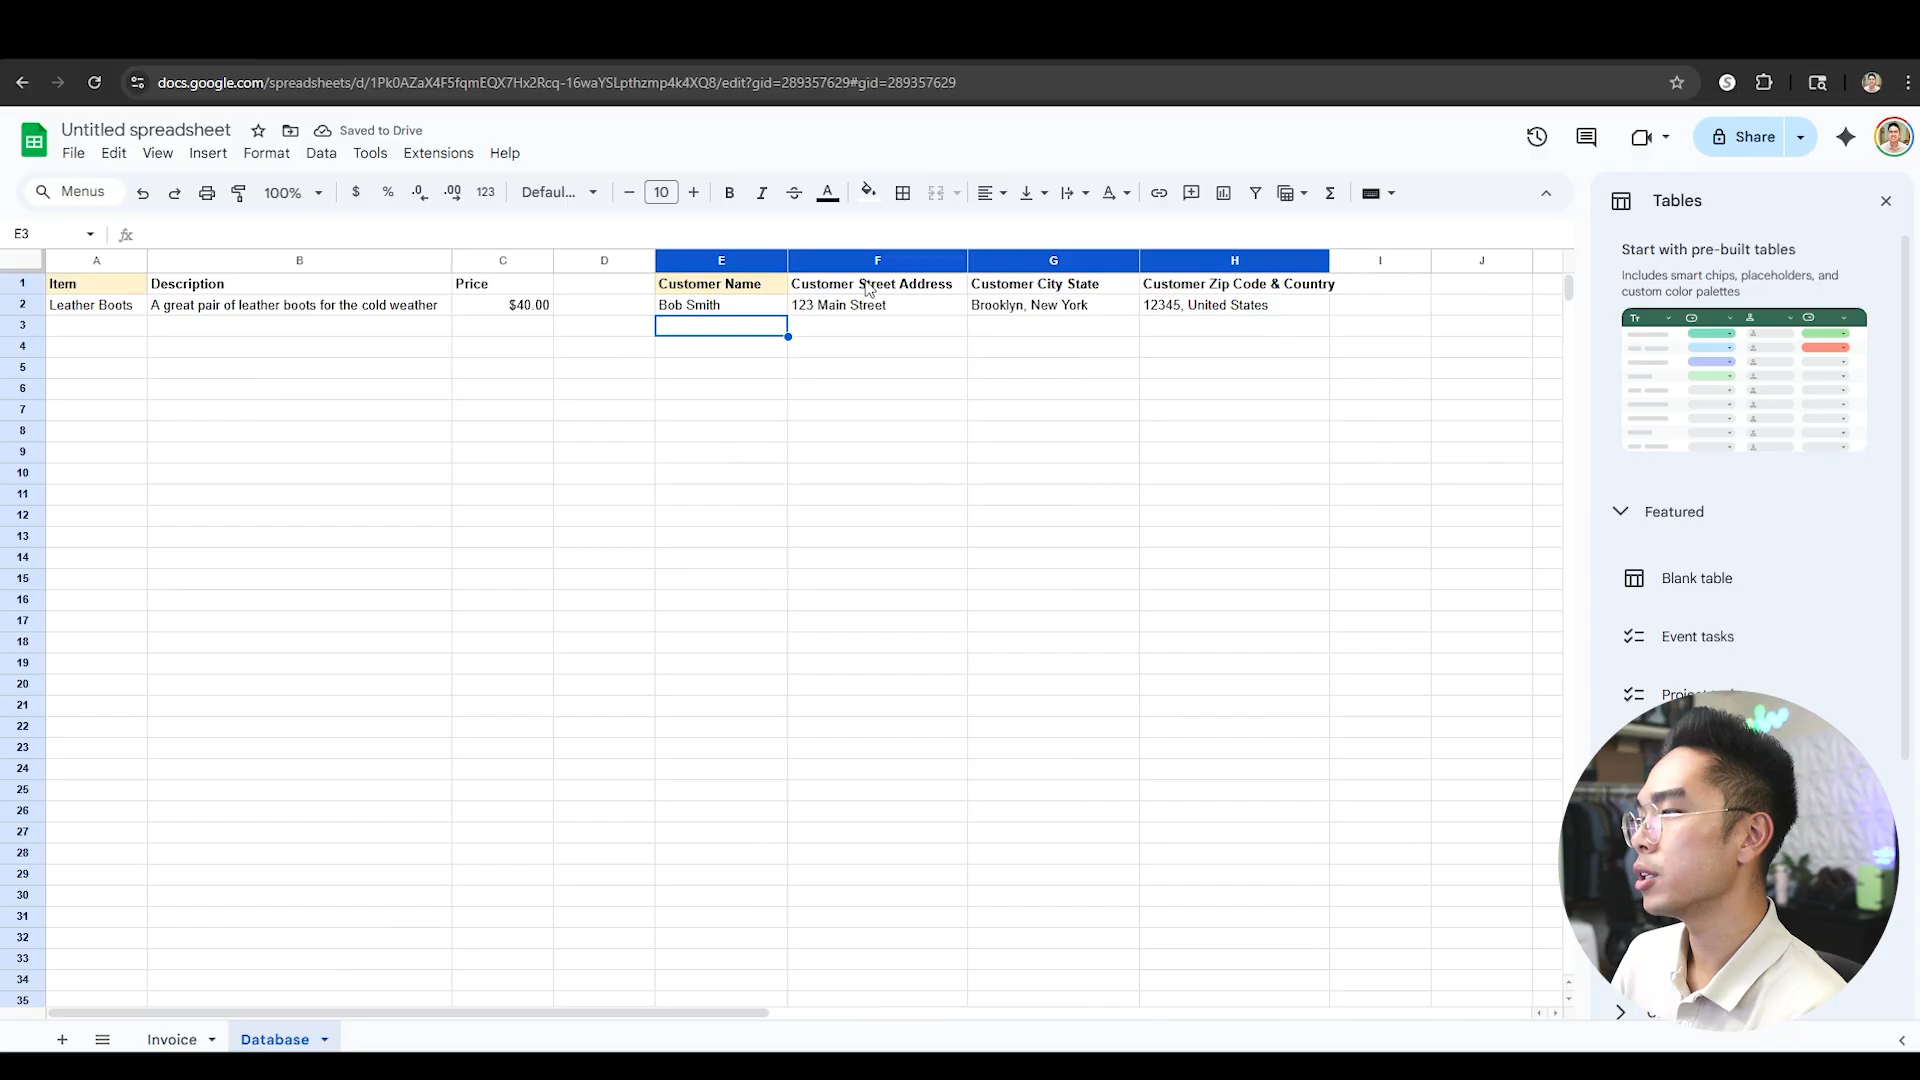 docs.google.com/spreadsheets/d/1Pk0AZaX4F5fqmEQX7Hx2Rcq-16waYSLpthzmp4k4XQ8/edit?gid=289357629#gid=289357629
Untitled spreadsheet
Saved to Drive
File Edit View Insert Format Data Tools Extensions Help
Share
Menus 100% $ % .0 .00 123 Defaul... 10 B I S A
Tables
E3
fx
A B C D E F G H I J
1 Item Description Price Customer Name Customer Street Address Customer City State Customer Zip Code & Country
2 Leather Boots A great pair of leather boots for the cold weather $40.00 Bob Smith 123 Main Street Brooklyn, New York 12345, United States
3
4
5
6
7
8
9
10
11
12
13
14
15
16
17
18
19
20
21
22
23
24
25
26
27
28
29
30
31
32
33
34
35
Start with pre-built tables
Includes smart chips, placeholders, and
custom color palettes
Featured
Blank table
Event tasks
Invoice
Database